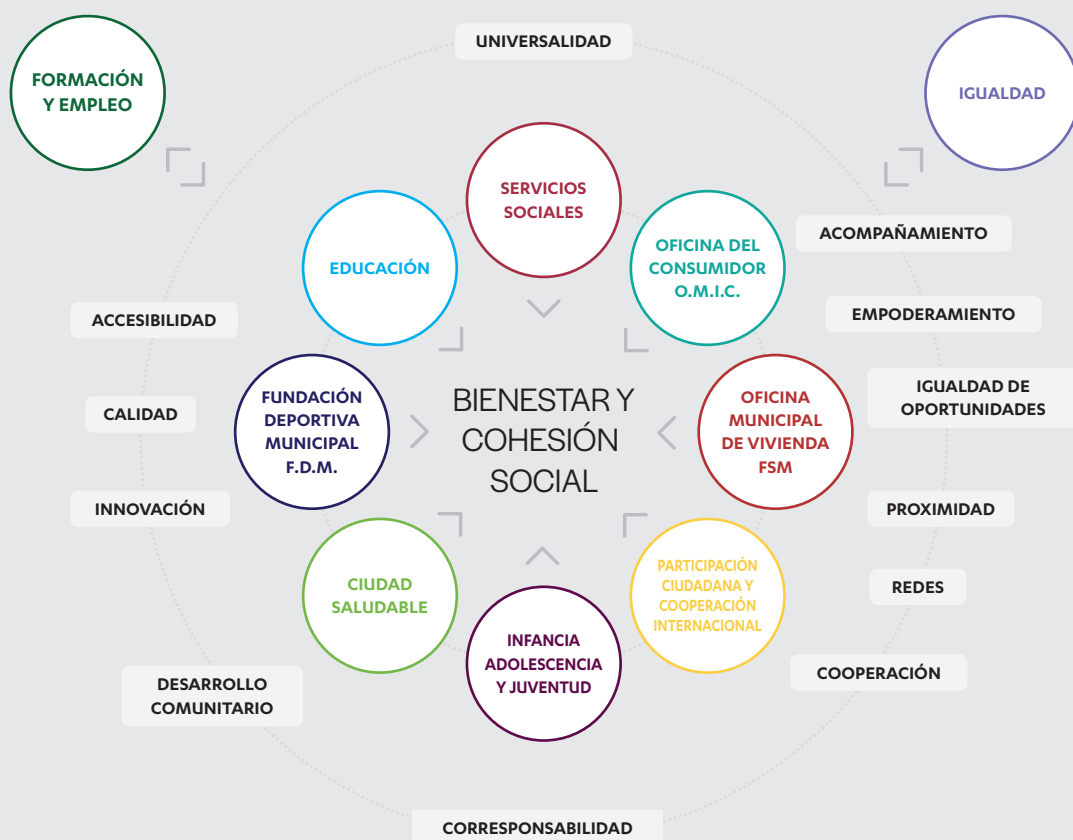 UNIVERSALIDAD
FORMACIÓN
Y EMPLEO
IGUALDAD
SERVICIOS
SOCIALES
EDUCACIÓN
OFICINA DEL
CONSUMIDOR
O.M.I.C.
ACOMPAÑAMIENTO
ACCESIBILIDAD
EMPODERAMIENTO
FUNDACIÓN
DEPORTIVA
MUNICIPAL
F.D.M.
BIENESTAR Y
COHESIÓN
SOCIAL
OFICINA
MUNICIPAL
DE VIVIENDA
FSM
IGUALDAD DE
OPORTUNIDADES
CALIDAD
INNOVACIÓN
PROXIMIDAD
CIUDAD
SALUDABLE
PARTICIPACIÓN
CIUDADANA Y
COOPERACIÓN
INTERNACIONAL
REDES
INFANCIA
ADOLESCENCIA
Y JUVENTUD
COOPERACIÓN
DESARROLLO
COMUNITARIO
CORRESPONSABILIDAD